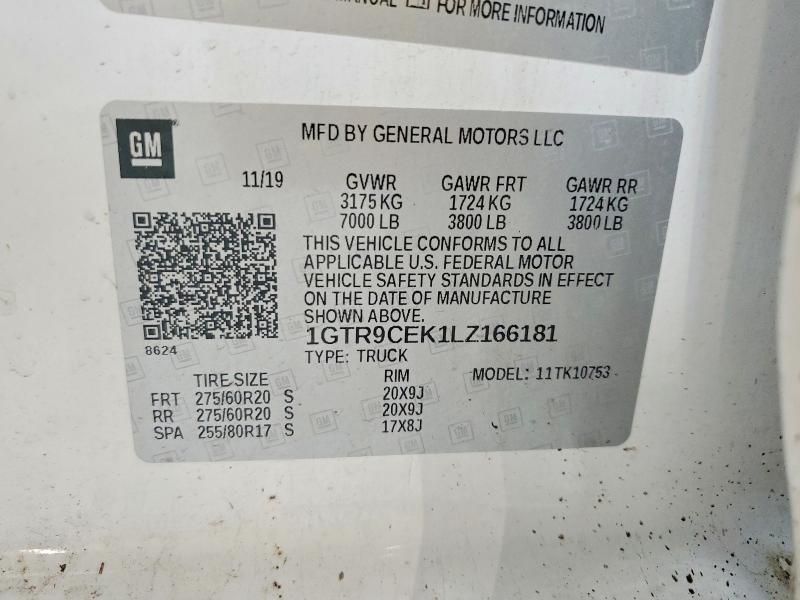 MANUAL FOR MORE INFORMATION
GM
MFD BY GENERAL MOTORS LLC
11/19 GVWR GAWR FRT GAWR RR
3175 KG 1724 KG 1724 KG
7000 LB 3800 LB 3800 LB
THIS VEHICLE CONFORMS TO ALL
APPLICABLE U.S. FEDERAL MOTOR
VEHICLE SAFETY STANDARDS IN EFFECT
ON THE DATE OF MANUFACTURE
SHOWN ABOVE.
8624
1GTR9CEK1LZ166181
TYPE: TRUCK
TIRE SIZE RIM MODEL: 11TK10753
FRT 275/60R20 S 20X9J
RR 275/60R20 S 20X9J
SPA 255/80R17 S 17X8J